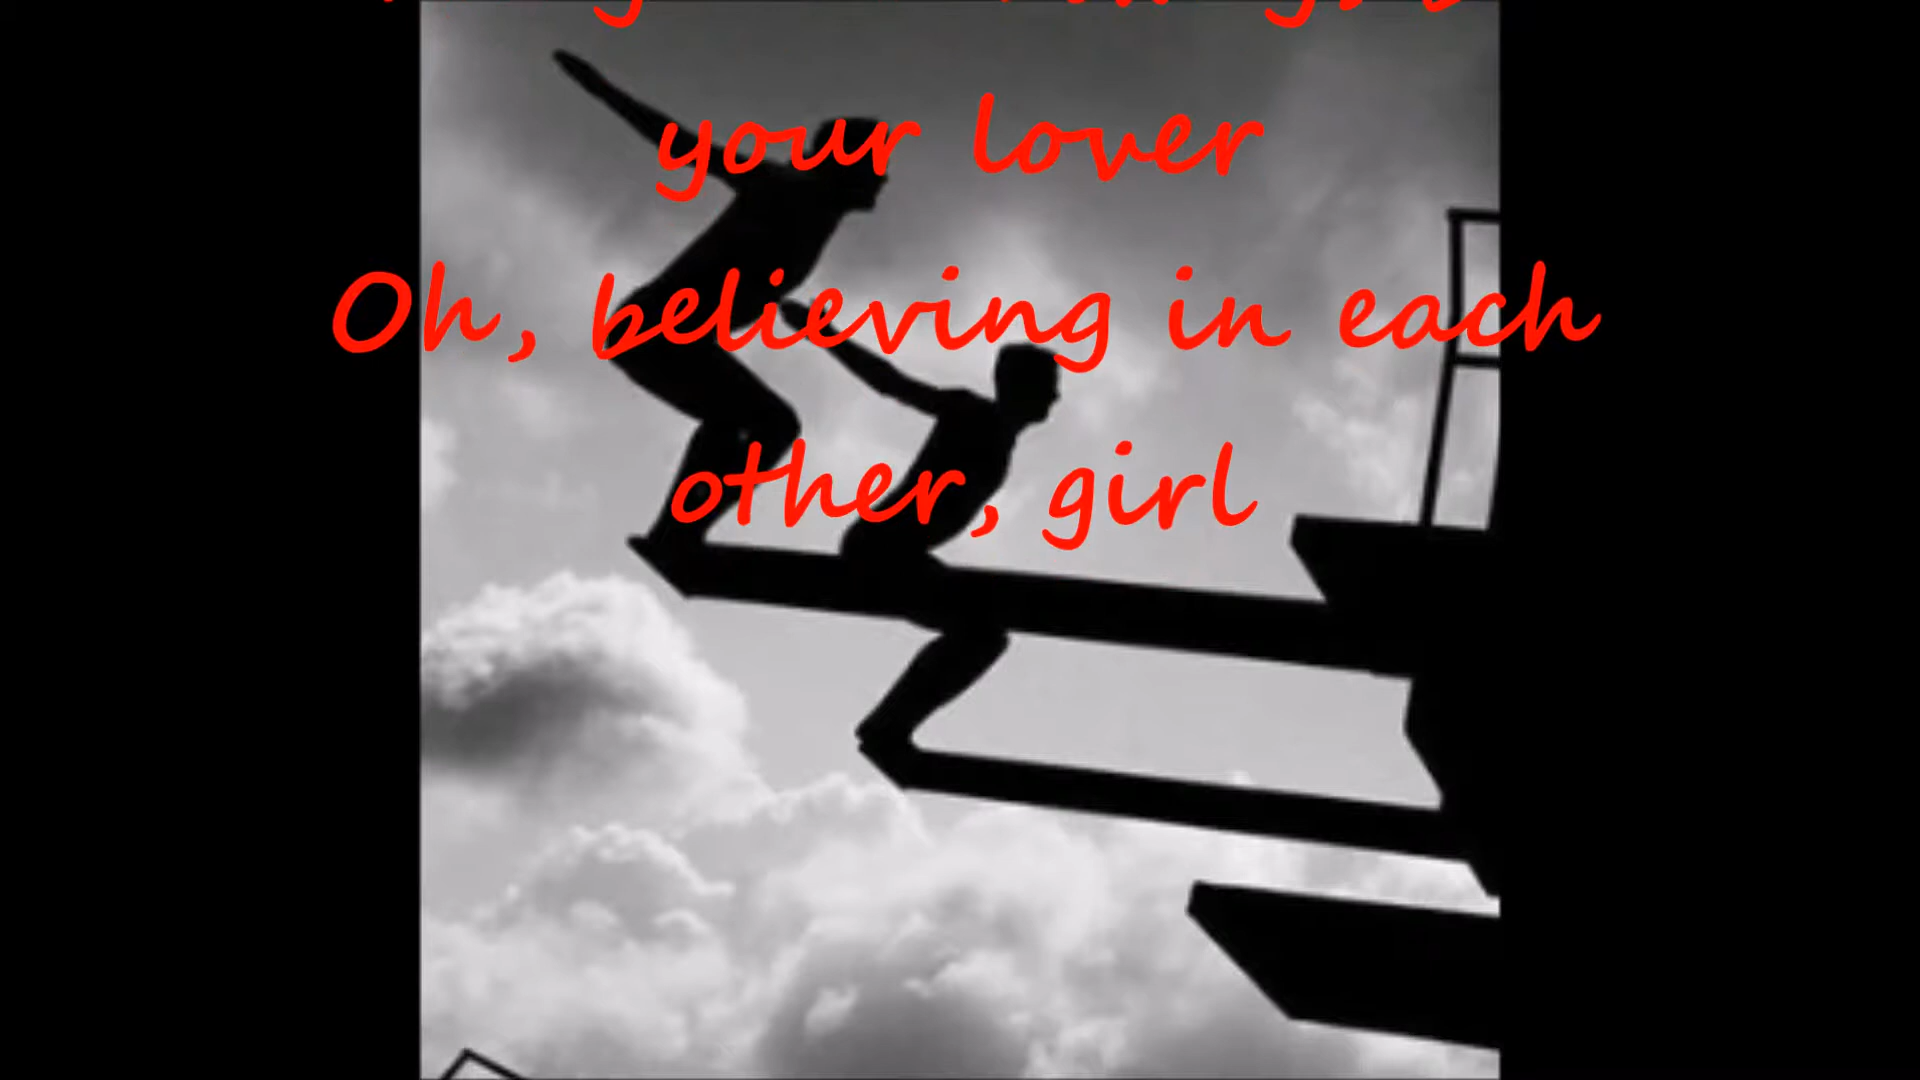 your lover
Oh, believing in each
other, girl